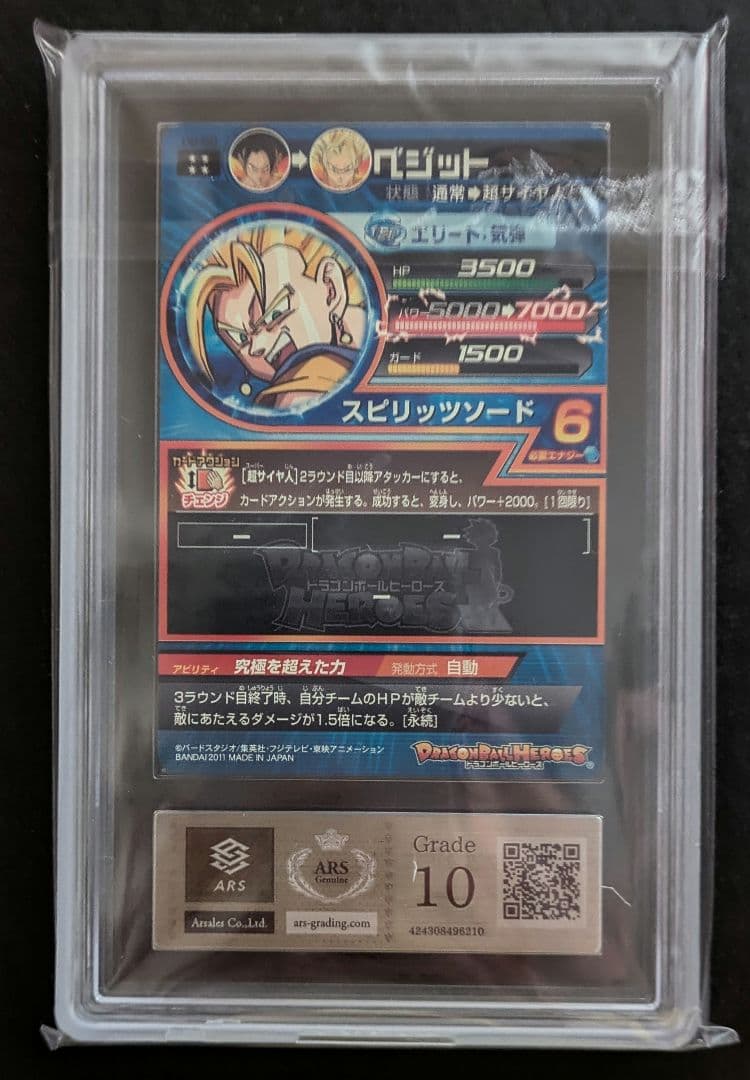 ベジット
状態 通常➡超サイヤ人
エリート・気弾
HP 3500
パワー 5000➡7000
ガード 1500
スピリッツソード 6
必要エナジー
カードアクション
チェンジ
[超サイヤ人]2ラウンド目以降アタッカーにすると、
カードアクションが発生する。成功すると、変身し、パワー+2000。[1回限り]
ー [ ー ]
DRAGONBALL
ドラゴンボールヒーローズ
HEROES
ー
アビリティ 究極を超えた力 発動方式 自動
3ラウンド目終了時、自分チームのHPが敵チームより少ないと、
敵にあたえるダメージが1.5倍になる。[永続]
©バードスタジオ/集英社・フジテレビ・東映アニメーション
BANDAI 2011 MADE IN JAPAN
DRAGONBALL HEROES
ドラゴンボールヒーローズ
ARS
Arsales Co.,Ltd.
ARS
Genuine
ars-grading.com
Grade
10
424308496210